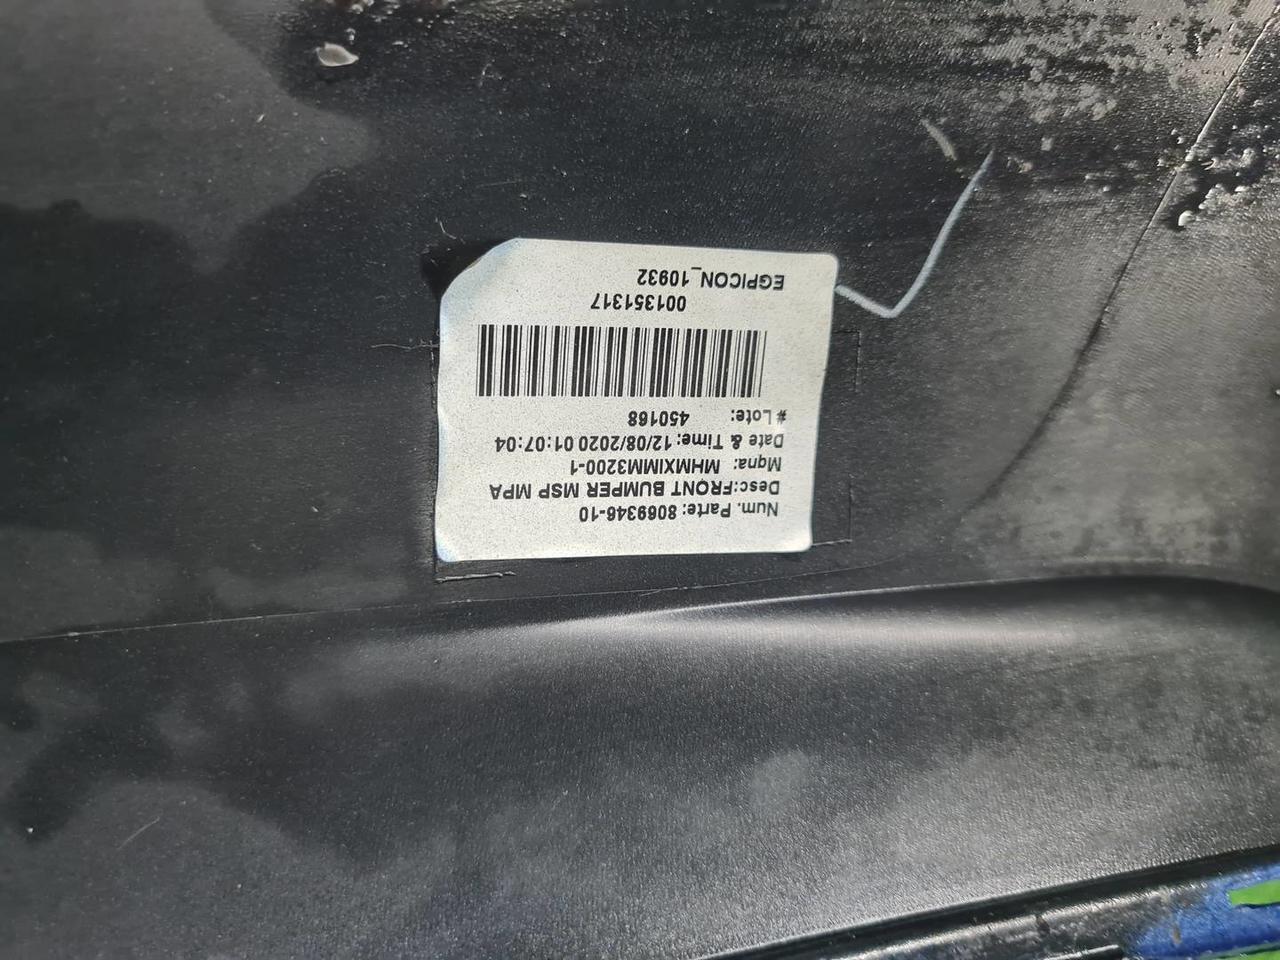 Num. Parte: 8069346-10
Desc:FRONT BUMPER MSP MPA
Mqna: MHMXIMM3200-1
Date & Time: 12/08/2020 01:07:04
# Lote: 450168
001351317
EGPICON_10932